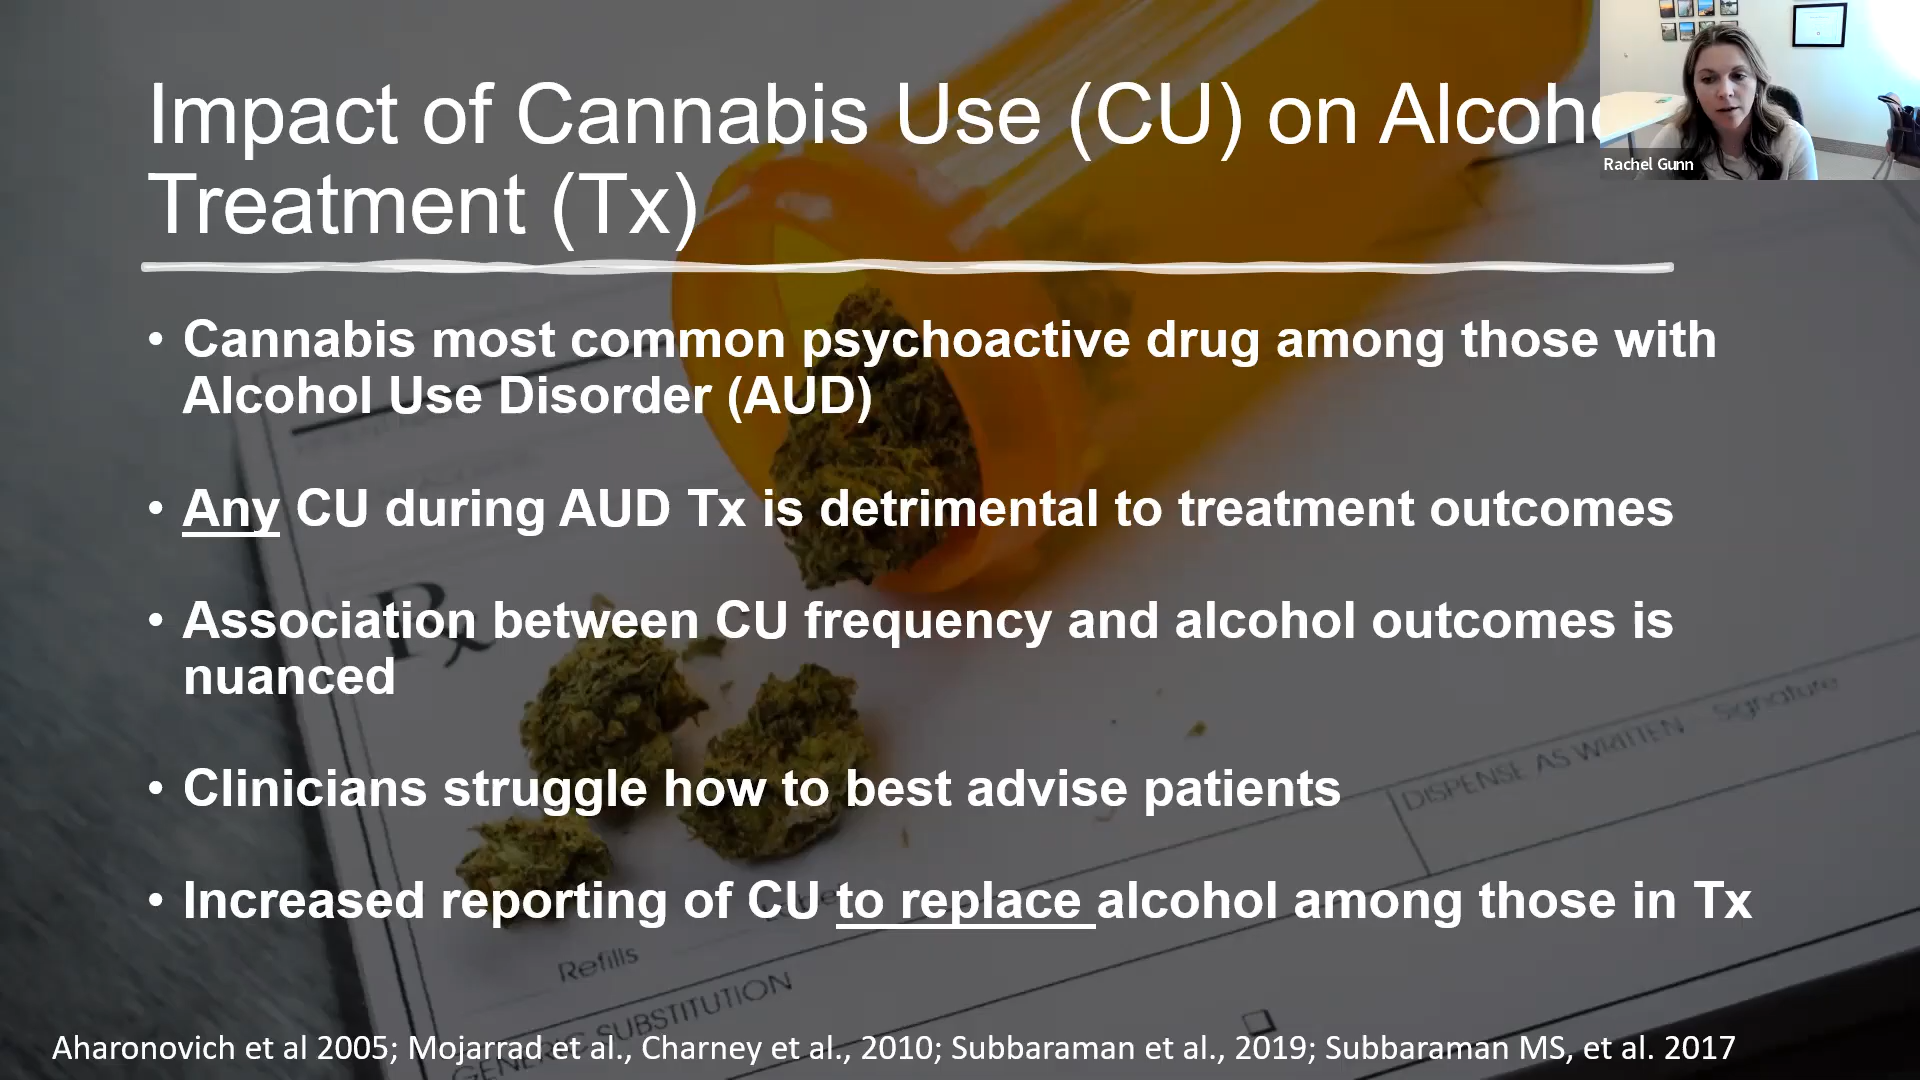 Impact of Cannabis Use (CU) on Alcoho
Treatment (Tx)
Rachel Gunn
• Cannabis most common psychoactive drug among those with
Alcohol Use Disorder (AUD)
• Any CU during AUD Tx is detrimental to treatment outcomes
• Association between CU frequency and alcohol outcomes is
nuanced
• Clinicians struggle how to best advise patients
• Increased reporting of CU to replace alcohol among those in Tx
Rx
Signature
DISPENSE AS WRITTEN
Refills
GENERIC SUBSTITUTION
Aharonovich et al 2005; Mojarrad et al., Charney et al., 2010; Subbaraman et al., 2019; Subbaraman MS, et al. 2017